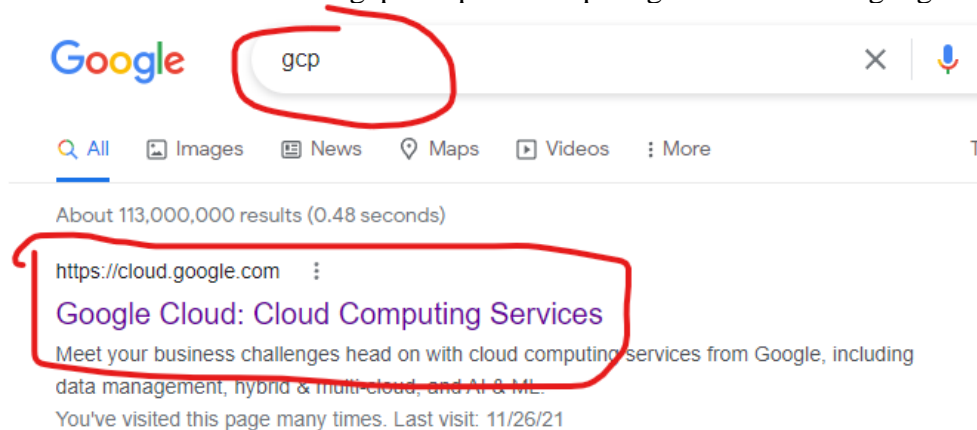 Google gcp
All Images News Maps Videos More
About 113,000,000 results (0.48 seconds)
https://cloud.google.com
Google Cloud: Cloud Computing Services
Meet your business challenges head on with cloud computing services from Google, including
data management, hybrid & multi-cloud, and AI & ML.
You've visited this page many times. Last visit: 11/26/21